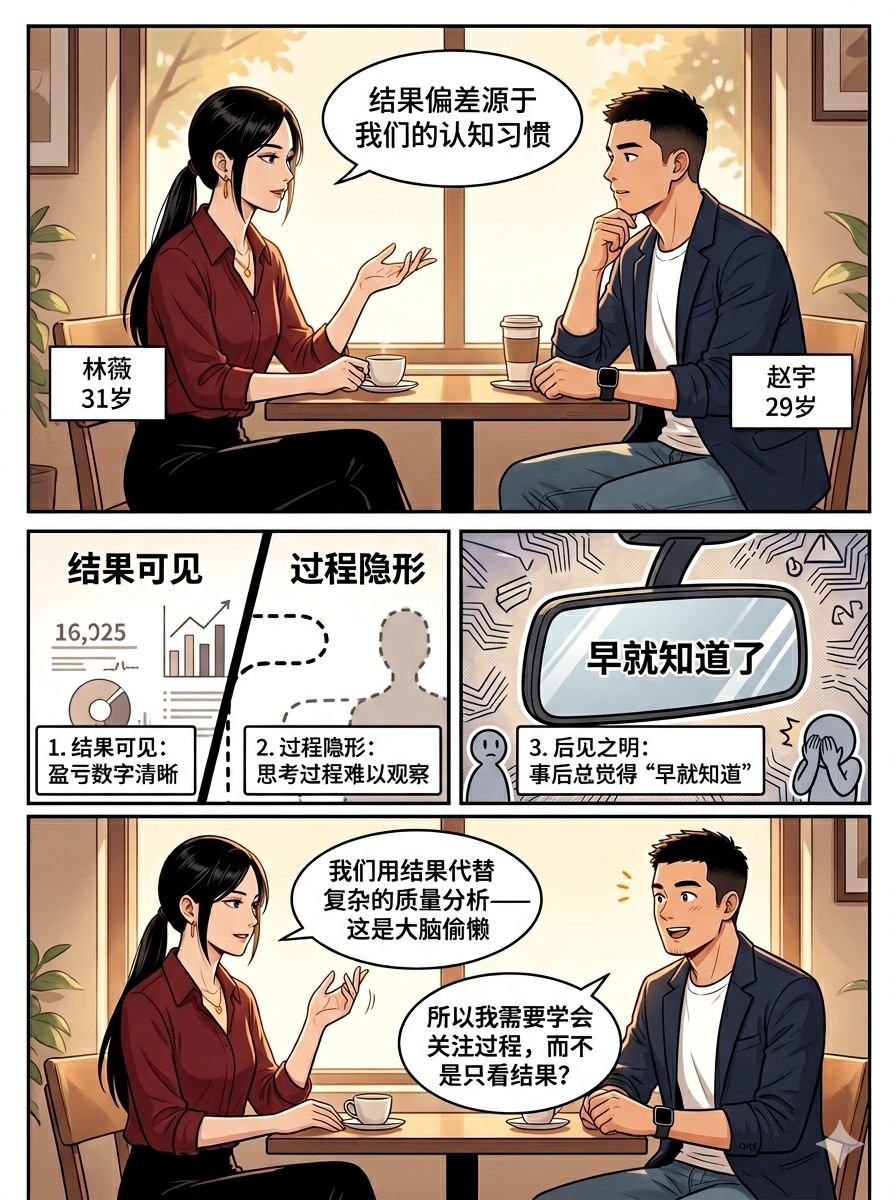 结果偏差源于
我们的认知习惯
林薇
31岁
赵宇
29岁
结果可见
过程隐形
16,025
1. 结果可见：
盈亏数字清晰
2. 过程隐形：
思考过程难以观察
早就知道了
3. 后见之明：
事后总觉得“早就知道”
我们用结果代替
复杂的质量分析——
这是大脑偷懒
所以我需要学会
关注过程，而不
是只看结果？